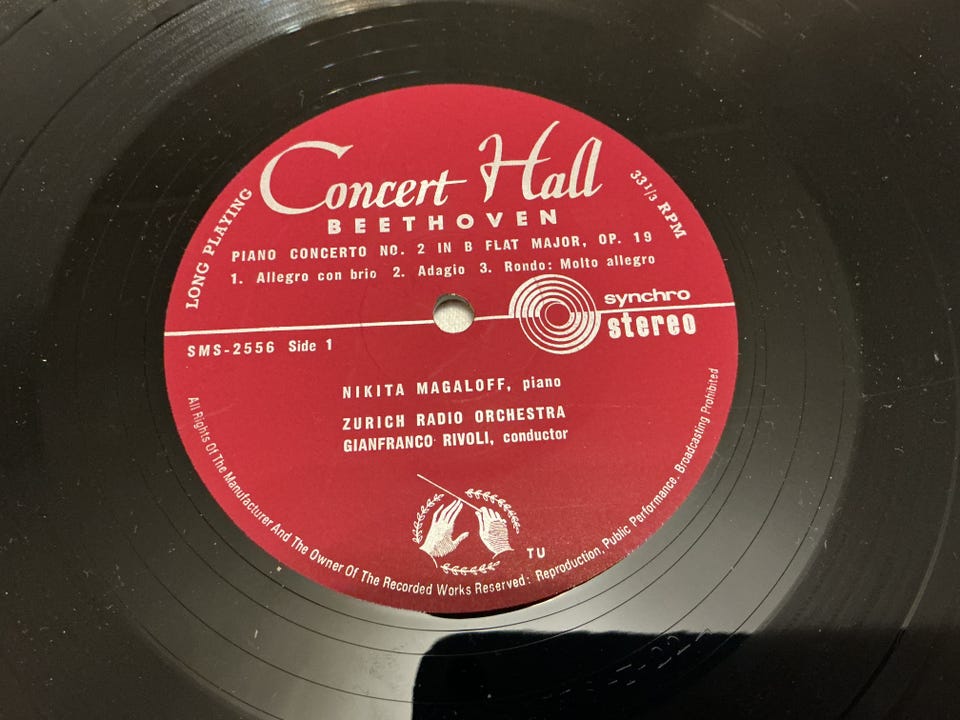 Concert Hall
LONG PLAYING
33 1/3 RPM
BEETHOVEN
PIANO CONCERTO NO. 2 IN B FLAT MAJOR, OP. 19
1. Allegro con brio 2. Adagio 3. Rondo: Molto allegro
synchro
stereo
SMS-2556 Side 1
NIKITA MAGALOFF, piano
ZURICH RADIO ORCHESTRA
GIANFRANCO RIVOLI, conductor
TU
All Rights Of The Manufacturer And The Owner Of The Recorded Works Reserved: Reproduction, Public Performance, Broadcasting Prohibited